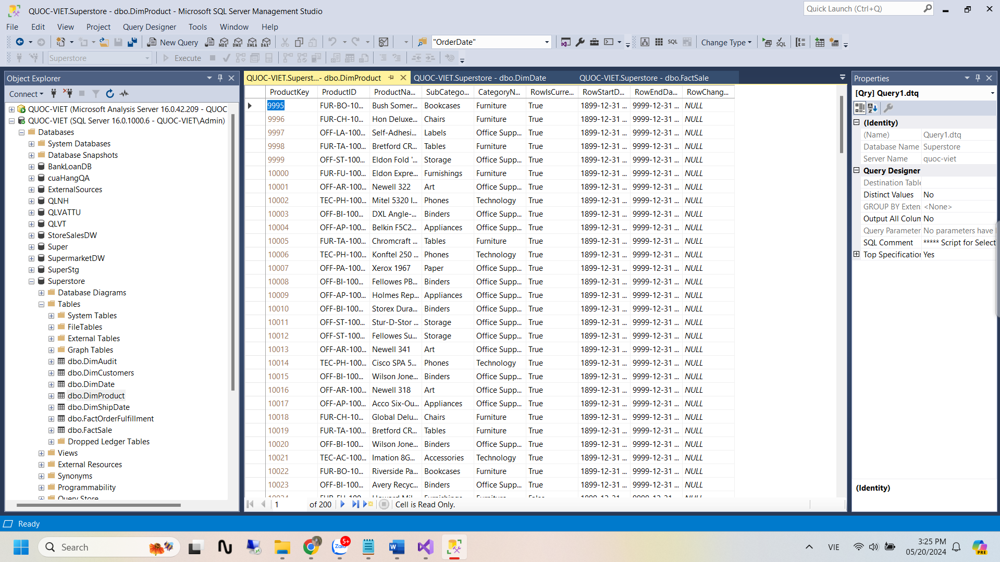 QUOC-VIET.Superstore - dbo.DimProduct - Microsoft SQL Server Management Studio
Quick Launch (Ctrl+Q)
File Edit View Project Query Designer Tools Window Help
New Query MDX DMX XMLA DAX "OrderDate" SQL Change Type SQL
Superstore Execute
Object Explorer
Connect
QUOC-VIET (Microsoft Analysis Server 16.0.42.209 - QUOC
QUOC-VIET (SQL Server 16.0.1000.6 - QUOC-VIET\Admin)
Databases
System Databases
Database Snapshots
BankLoanDB
cuaHangQA
ExternalSources
QLNH
QLVATTU
QLVT
StoreSalesDW
Super
SupermarketDW
SuperStg
Superstore
Database Diagrams
Tables
System Tables
FileTables
External Tables
Graph Tables
dbo.DimAudit
dbo.DimCustomers
dbo.DimDate
dbo.DimProduct
dbo.DimShipDate
dbo.FactOrderFulfillment
dbo.FactSale
Dropped Ledger Tables
Views
External Resources
Synonyms
Programmability
Query Store
QUOC-VIET.Superst...- dbo.DimProduct QUOC-VIET.Superstore - dbo.DimDate QUOC-VIET.Superstore - dbo.FactSale
ProductKey ProductID ProductNa... SubCatego... CategoryN... RowIsCurre... RowStartD... RowEndDa... RowChang...
9995 FUR-BO-10... Bush Somer... Bookcases Furniture True 1899-12-31 ... 9999-12-31 ... NULL
9996 FUR-CH-10... Hon Deluxe... Chairs Furniture True 1899-12-31 ... 9999-12-31 ... NULL
9997 OFF-LA-100... Self-Adhesi... Labels Office Supp... True 1899-12-31 ... 9999-12-31 ... NULL
9998 FUR-TA-100... Bretford CR... Tables Furniture True 1899-12-31 ... 9999-12-31 ... NULL
9999 OFF-ST-100... Eldon Fold '... Storage Office Supp... True 1899-12-31 ... 9999-12-31 ... NULL
10000 FUR-FU-100... Eldon Expre... Furnishings Furniture True 1899-12-31 ... 9999-12-31 ... NULL
10001 OFF-AR-100... Newell 322 Art Office Supp... True 1899-12-31 ... 9999-12-31 ... NULL
10002 TEC-PH-100... Mitel 5320 I... Phones Technology True 1899-12-31 ... 9999-12-31 ... NULL
10003 OFF-BI-100... DXL Angle-... Binders Office Supp... True 1899-12-31 ... 9999-12-31 ... NULL
10004 OFF-AP-100... Belkin F5C2... Appliances Office Supp... True 1899-12-31 ... 9999-12-31 ... NULL
10005 FUR-TA-100... Chromcraft ... Tables Furniture True 1899-12-31 ... 9999-12-31 ... NULL
10006 TEC-PH-100... Konftel 250 ... Phones Technology True 1899-12-31 ... 9999-12-31 ... NULL
10007 OFF-PA-100... Xerox 1967 Paper Office Supp... True 1899-12-31 ... 9999-12-31 ... NULL
10008 OFF-BI-100... Fellowes PB... Binders Office Supp... True 1899-12-31 ... 9999-12-31 ... NULL
10009 OFF-AP-100... Holmes Rep... Appliances Office Supp... True 1899-12-31 ... 9999-12-31 ... NULL
10010 OFF-BI-100... Storex Dura... Binders Office Supp... True 1899-12-31 ... 9999-12-31 ... NULL
10011 OFF-ST-100... Stur-D-Stor ... Storage Office Supp... True 1899-12-31 ... 9999-12-31 ... NULL
10012 OFF-ST-100... Fellowes Su... Storage Office Supp... True 1899-12-31 ... 9999-12-31 ... NULL
10013 OFF-AR-100... Newell 341 Art Office Supp... True 1899-12-31 ... 9999-12-31 ... NULL
10014 TEC-PH-100... Cisco SPA 5... Phones Technology True 1899-12-31 ... 9999-12-31 ... NULL
10015 OFF-BI-100... Wilson Jone... Binders Office Supp... True 1899-12-31 ... 9999-12-31 ... NULL
10016 OFF-AR-100... Newell 318 Art Office Supp... True 1899-12-31 ... 9999-12-31 ... NULL
10017 OFF-AP-100... Acco Six-Ou... Appliances Office Supp... True 1899-12-31 ... 9999-12-31 ... NULL
10018 FUR-CH-10... Global Delu... Chairs Furniture True 1899-12-31 ... 9999-12-31 ... NULL
10019 FUR-TA-100... Bretford CR... Tables Furniture True 1899-12-31 ... 9999-12-31 ... NULL
10020 OFF-BI-100... Wilson Jone... Binders Office Supp... True 1899-12-31 ... 9999-12-31 ... NULL
10021 TEC-AC-100... Imation 8G... Accessories Technology True 1899-12-31 ... 9999-12-31 ... NULL
10022 FUR-BO-10... Riverside Pa... Bookcases Furniture True 1899-12-31 ... 9999-12-31 ... NULL
10023 OFF-BI-100... Avery Recyc... Binders Office Supp... True 1899-12-31 ... 9999-12-31 ... NULL
1 of 200 Cell is Read Only.
Properties
[Qry] Query1.dtq
(Identity)
(Name) Query1.dtq
Database Name Superstore
Server Name quoc-viet
Query Designer
Destination Table
Distinct Values No
GROUP BY Exten: <None>
Output All Colum No
Query Parameter No parameters have
SQL Comment ***** Script for Select
Top Specification Yes
(Identity)
Ready
Search
Zalo 5+
VIE
3:25 PM
05/20/2024
PRE